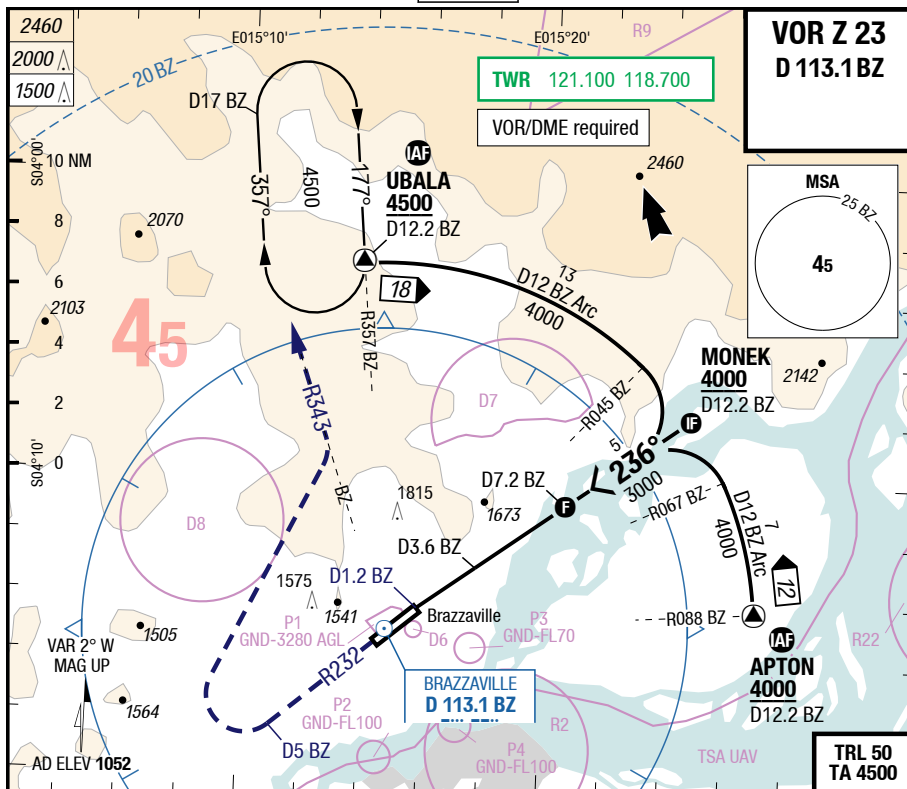 2460
2000
1500
E015°10'
E015°20'
R9
VOR Z 23
D 113.1 BZ
20 BZ
D17 BZ
TWR 121.100 118.700
VOR/DME required
S04°00'
10 NM
IAF
UBALA
4500
D12.2 BZ
357°
4500
177°
2460
MSA
25 BZ
45
8
2070
6
18
13
D12 BZ Arc
4000
2103
45
4
R357 BZ
MONEK
4000
D12.2 BZ
2142
2
R343
BZ
D7
R045 BZ
IF
S04°10'
0
5
236°
3000
D7.2 BZ
F
R067 BZ
D8
1815
1673
D12 BZ Arc
7
4000
D3.6 BZ
1575
1541
D1.2 BZ
12
Brazzaville
P1
GND-3280 AGL
D6
P3
GND-FL70
R088 BZ
1505
VAR 2° W
MAG UP
R232
IAF
APTON
4000
D12.2 BZ
R22
BRAZZAVILLE
D 113.1 BZ
1564
P2
GND-FL100
R2
D5 BZ
P4
GND-FL100
TSA UAV
AD ELEV 1052
TRL 50
TA 4500